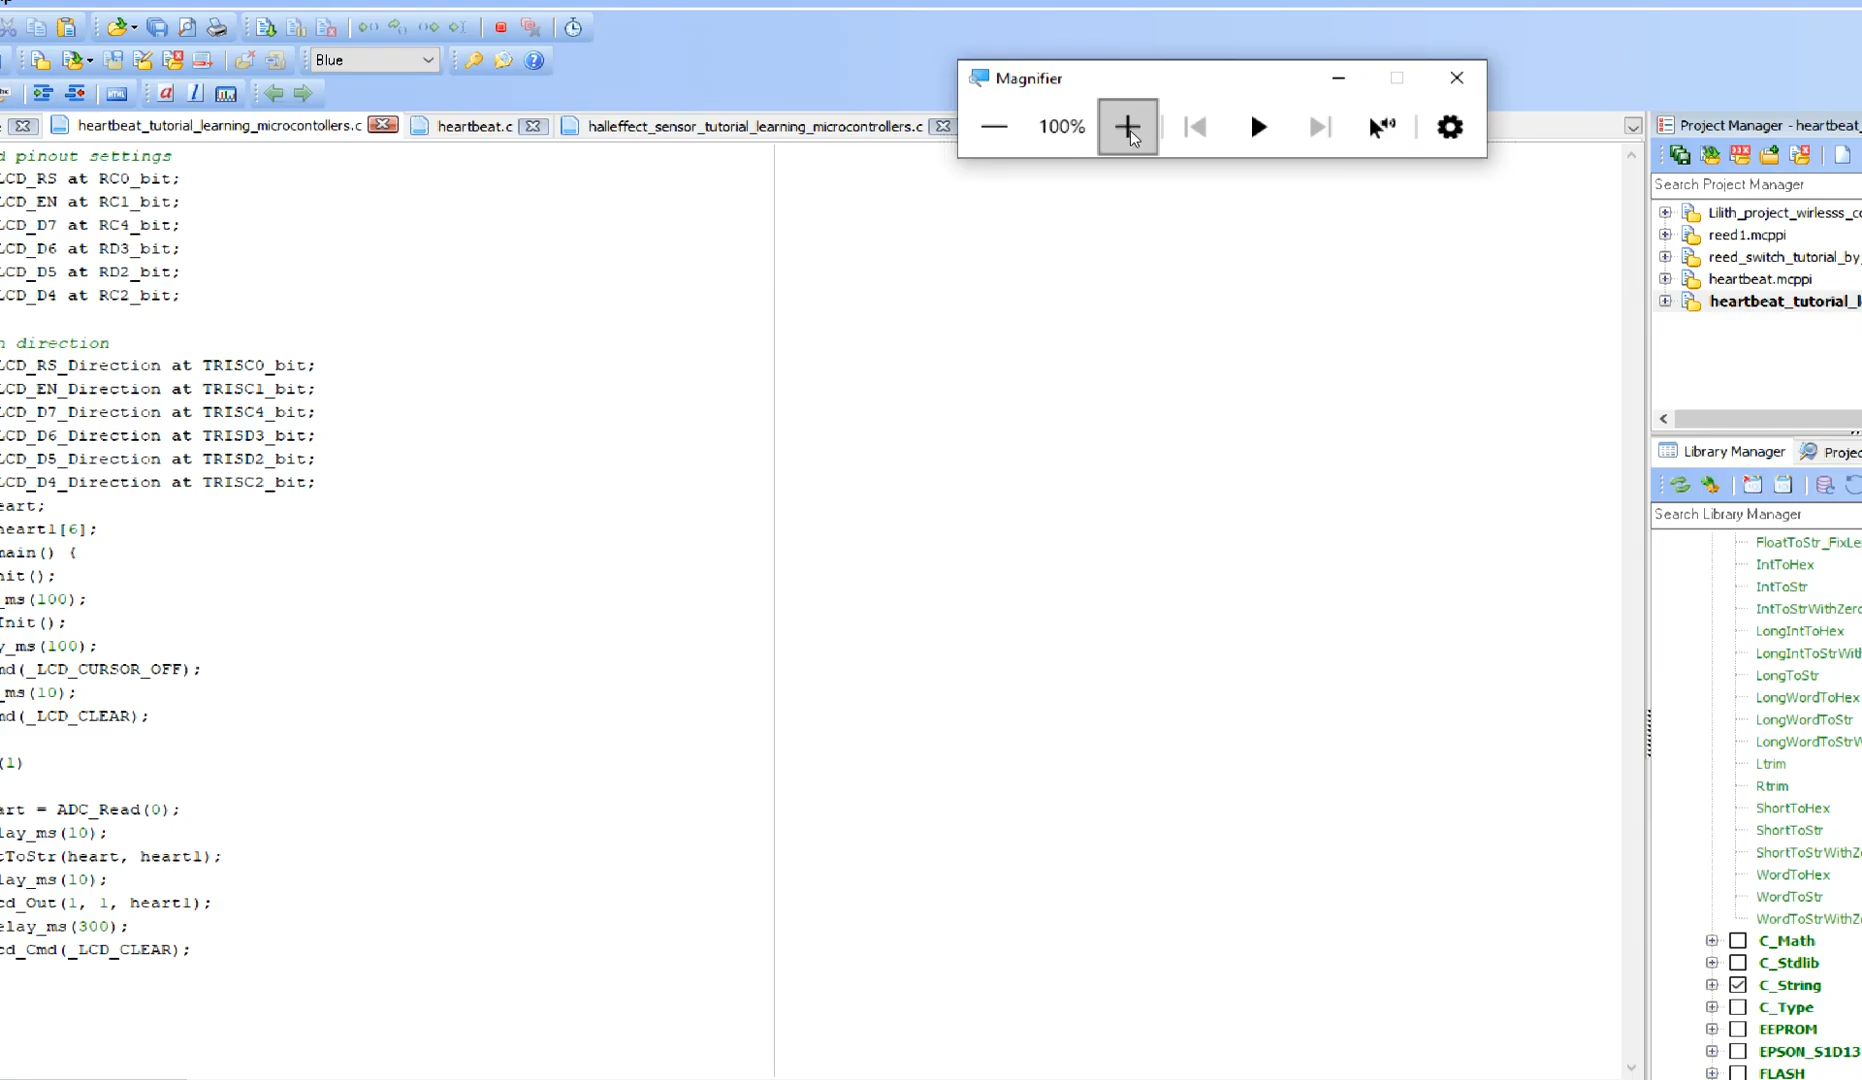 Blue
Magnifier
100%
heartbeat_tutorial_learning_microcontollers.c
heartbeat.c
halleffect_sensor_tutorial_learning_microcontrollers.c
Project Manager - heartbeat_
Search Project Manager
Lilith_project_wirlesss_c
reed1.mcppi
reed_switch_tutorial_by_
heartbeat.mcppi
heartbeat_tutorial_l
d pinout settings
LCD_RS at RC0_bit;
LCD_EN at RC1_bit;
LCD_D7 at RC4_bit;
LCD_D6 at RD3_bit;
LCD_D5 at RD2_bit;
LCD_D4 at RC2_bit;
n direction
LCD_RS_Direction at TRISC0_bit;
LCD_EN_Direction at TRISC1_bit;
LCD_D7_Direction at TRISC4_bit;
LCD_D6_Direction at TRISD3_bit;
LCD_D5_Direction at TRISD2_bit;
LCD_D4_Direction at TRISC2_bit;
eart;
heart1[6];
main() {
nit();
_ms(100);
Init();
y_ms(100);
md(_LCD_CURSOR_OFF);
_ms(10);
md(_LCD_CLEAR);
(1)
art = ADC_Read(0);
lay_ms(10);
tToStr(heart, heart1);
lay_ms(10);
cd_Out(1, 1, heart1);
elay_ms(300);
cd_Cmd(_LCD_CLEAR);
Library Manager
Projec
Search Library Manager
FloatToStr_FixLe
IntToHex
IntToStr
IntToStrWithZero
LongIntToHex
LongIntToStrWith
LongToStr
LongWordToHex
LongWordToStr
LongWordToStrW
Ltrim
Rtrim
ShortToHex
ShortToStr
ShortToStrWithZ
WordToHex
WordToStr
WordToStrWithZ
C_Math
C_Stdlib
C_String
C_Type
EEPROM
EPSON_S1D13
FLASH